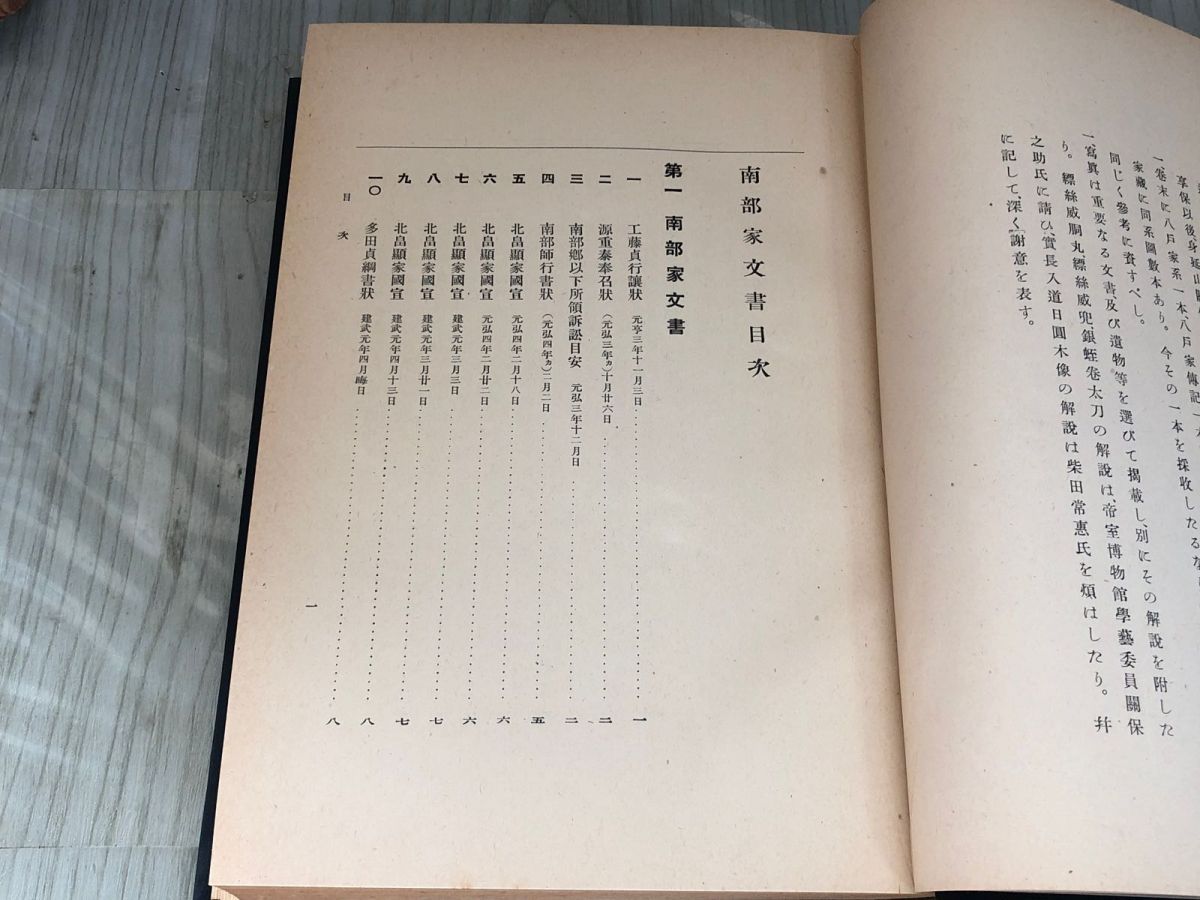 享保以後身延山
一、卷末に八戶家系一本、八戶家傳記一
家藏に同系圖數本あり。今その一本を採收したるな
同じく參考に資すべし。
一、寫眞は重要なる文書及び遺物等を選びて揭載し、別にその解說を附した
り。縹絲威胴丸、縹絲威兜、銀蛭卷太刀の解說は、帝室博物館學藝委員關保
之助氏に請ひ、實長入道日圓木像の解說は柴田常惠氏を煩はしたり。幷
に記して、深く謝意を表す。
南部家文書目次
第一 南部家文書
一 工藤貞行讓狀 元亨三年十一月三日 一
二 源重泰奉召狀 (元弘三年カ)十月廿六日 二
三 南部鄕以下所領訴訟目安 元弘三年十二月日 二
四 南部師行書狀 (元弘四年カ)二月二日 五
五 北畠顯家國宣 元弘四年二月十八日 六
六 北畠顯家國宣 元弘四年二月廿二日 六
七 北畠顯家國宣 建武元年三月三日 七
八 北畠顯家國宣 建武元年三月廿一日 七
九 北畠顯家國宣 建武元年四月十三日 八
一〇 多田貞綱書狀 建武元年四月晦日 八
目次
一